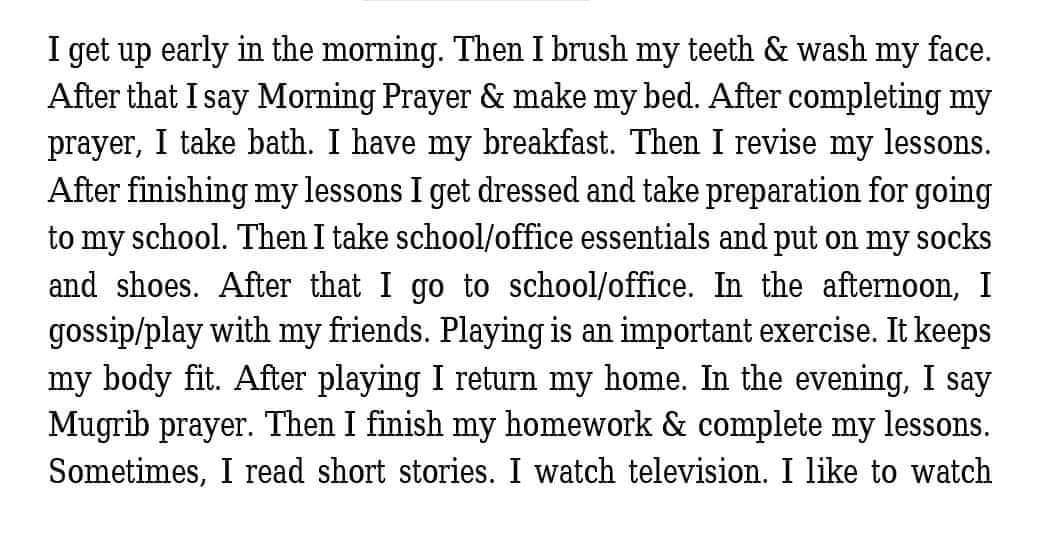 I get up early in the morning. Then I brush my teeth & wash my face.
After that I say Morning Prayer & make my bed. After completing my
prayer, I take bath. I have my breakfast. Then I revise my lessons.
After finishing my lessons I get dressed and take preparation for going
to my school. Then I take school/office essentials and put on my socks
and shoes. After that I go to school/office. In the afternoon, I
gossip/play with my friends. Playing is an important exercise. It keeps
my body fit. After playing I return my home. In the evening, I say
Mugrib prayer. Then I finish my homework & complete my lessons.
Sometimes, I read short stories. I watch television. I like to watch